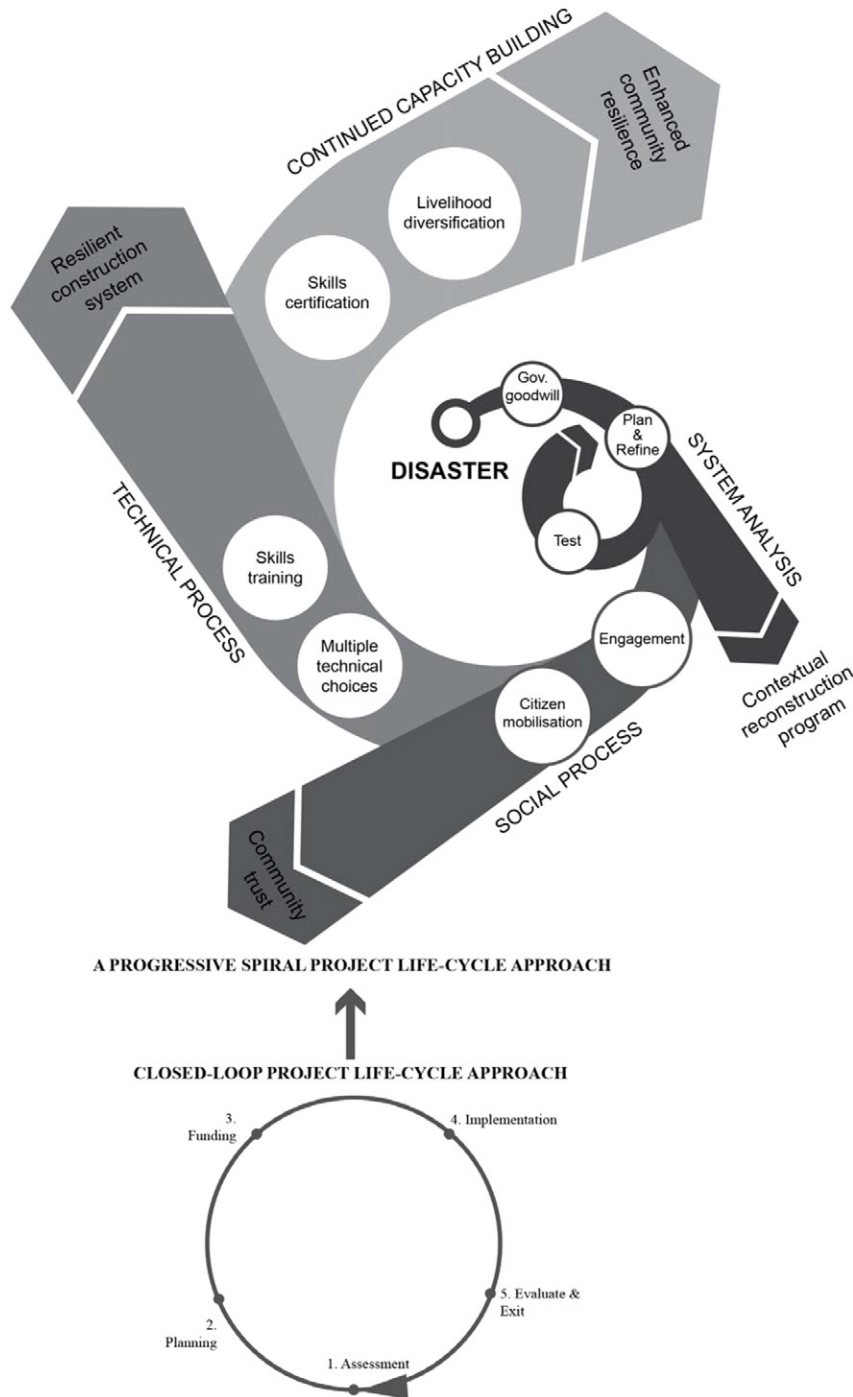 CONTINUED CAPACITY BUILDING
Enhanced
community
resilience
Livelihood
diversification
Skills
certification
Resilient
construction
system
Gov.
goodwill
Plan
&
Refine
DISASTER
SYSTEM ANALYSIS
Test
TECHNICAL PROCESS
Skills
training
Multiple
technical
choices
Engagement
Citizen
mobilisation
Contextual
reconstruction
program
SOCIAL PROCESS
Community
trust
A PROGRESSIVE SPIRAL PROJECT LIFE-CYCLE APPROACH
CLOSED-LOOP PROJECT LIFE-CYCLE APPROACH
3.
Funding
4. Implementation
5. Evaluate &
Exit
2.
Planning
1. Assessment